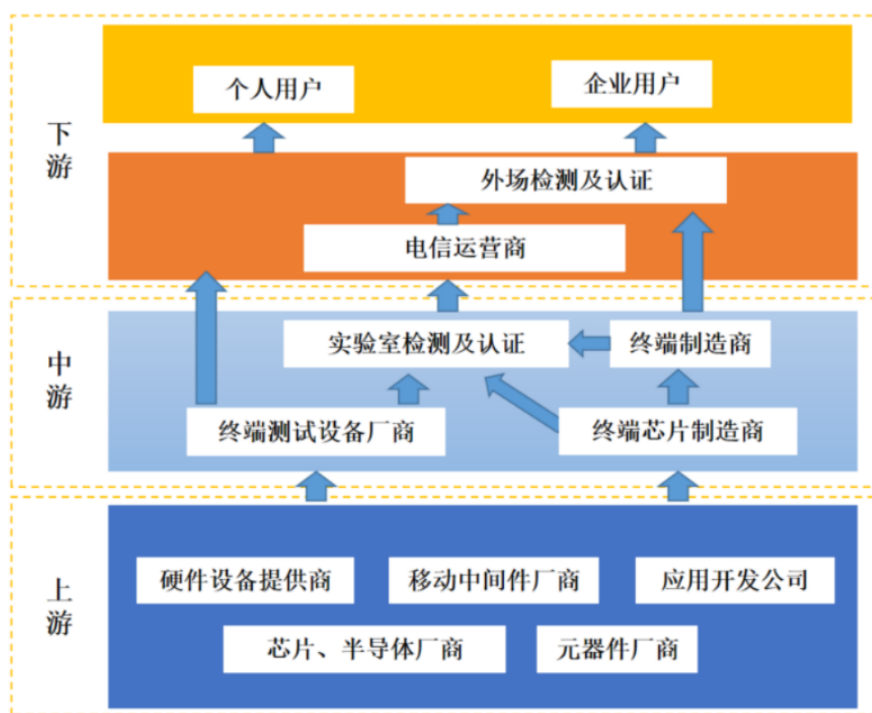 个人用户
企业用户
下游
外场检测及认证
电信运营商
实验室检测及认证
终端制造商
中游
终端测试设备厂商
终端芯片制造商
硬件设备提供商
移动中间件厂商
应用开发公司
上游
芯片、半导体厂商
元器件厂商